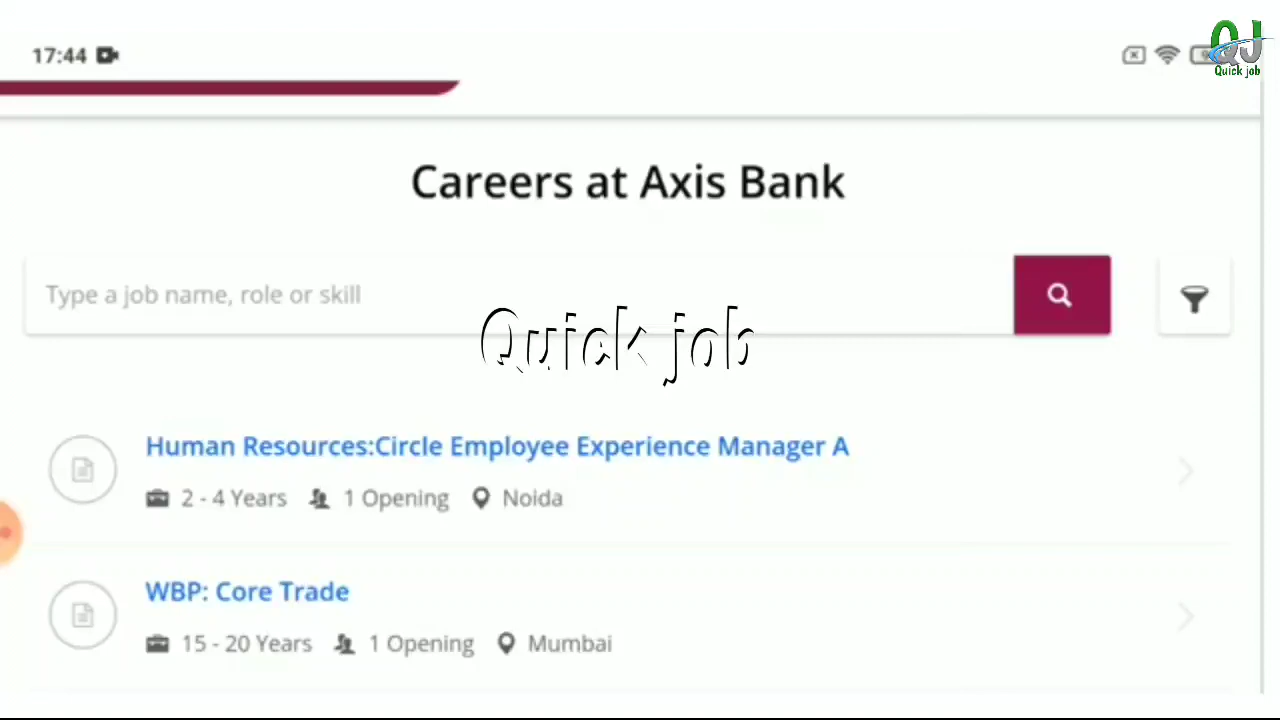 17:44
QJ
Quick job
Careers at Axis Bank
Type a job name, role or skill
Quick job
Human Resources:Circle Employee Experience Manager A
2 - 4 Years 1 Opening Noida
WBP: Core Trade
15 - 20 Years 1 Opening Mumbai